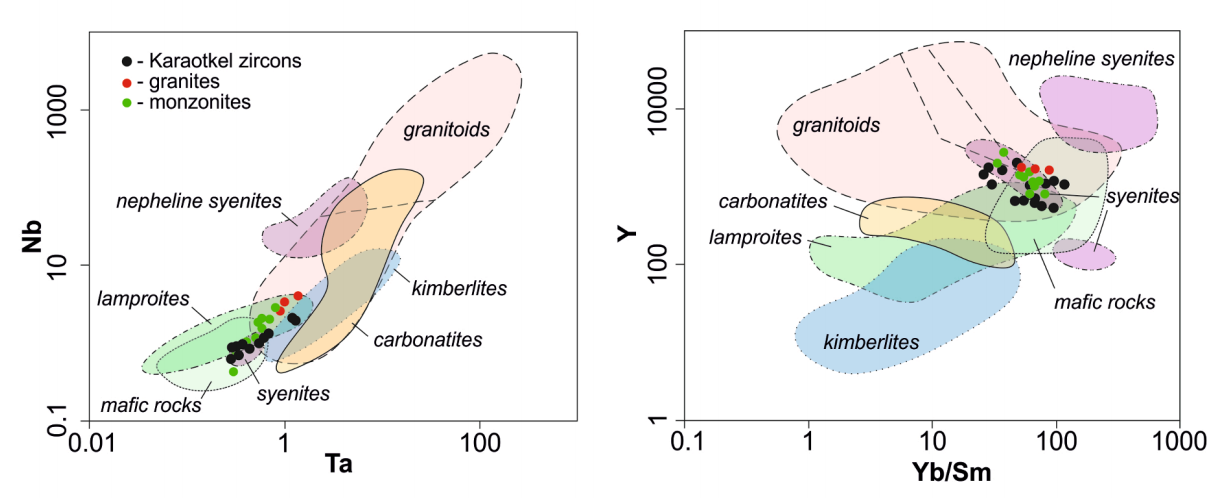 - Karaotkel zircons
- granites
- monzonites
granitoids
nepheline syenites
lamproites
kimberlites
carbonatites
syenites
mafic rocks
Nb
1000
10
0.1
0.01
1
100
Ta
nepheline syenites
granitoids
carbonatites
syenites
lamproites
mafic rocks
kimberlites
Y
10000
100
1
0.1
1
10
100
1000
Yb/Sm